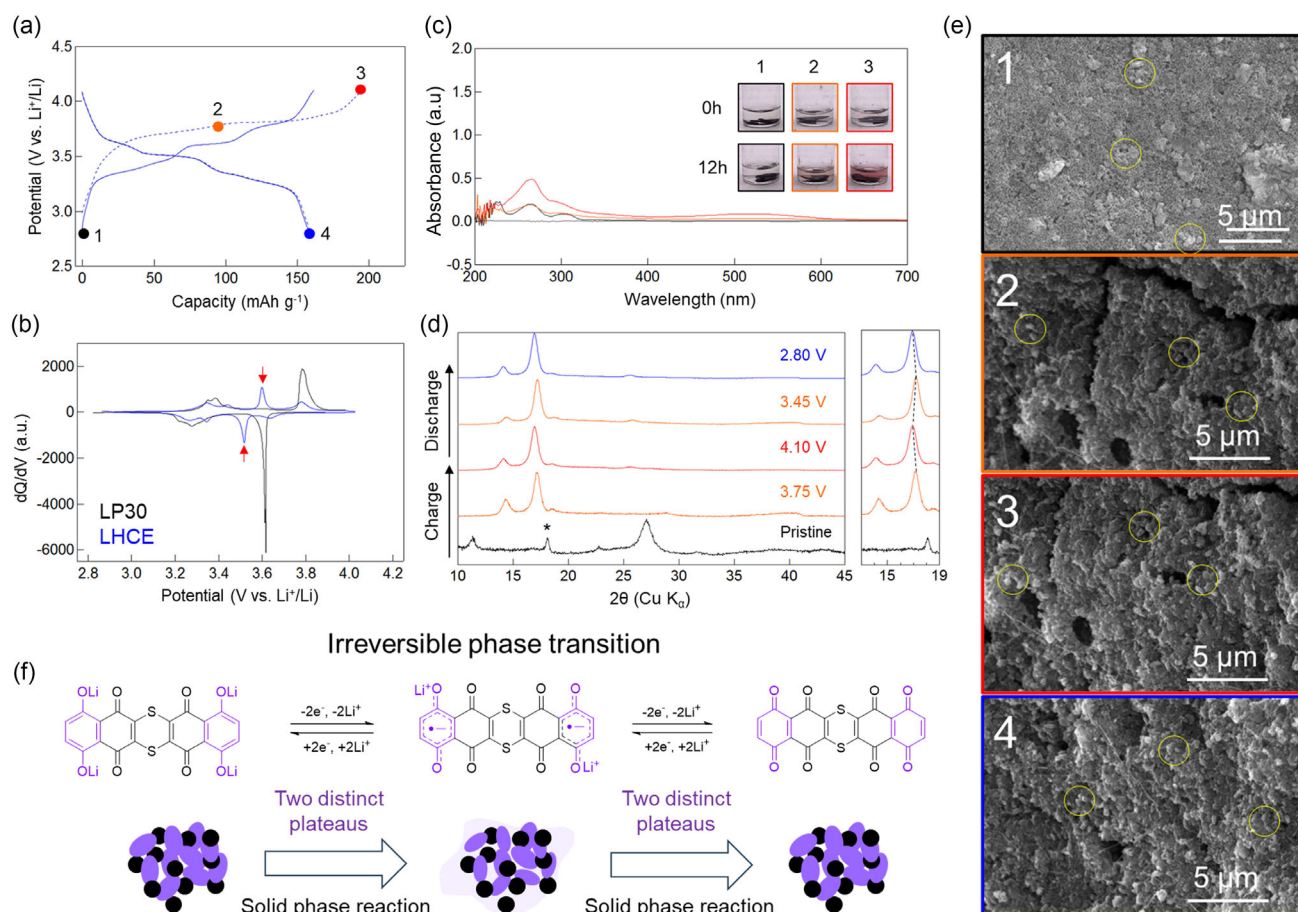 (a)
4.5
4.0
3.5
3.0
2.5
Potential (V vs. Li⁺/Li)
0
50
100
150
200
Capacity (mAh g⁻¹)
1
2
3
4
(b)
2000
0
-2000
-4000
-6000
dQ/dV (a.u.)
LP30
LHCE
2.8
3.0
3.2
3.4
3.6
3.8
4.0
4.2
Potential (V vs. Li⁺/Li)
(c)
2.0
1.5
1.0
0.5
0.0
-0.5
Absorbance (a.u)
1 2 3
0h
12h
200
300
400
500
600
700
Wavelength (nm)
(d)
Discharge
Charge
2.80 V
3.45 V
4.10 V
3.75 V
Pristine
*
10
15
20
25
30
35
40
45
15
19
2θ (Cu Kα)
(e)
1
5 μm
2
5 μm
3
5 μm
4
5 μm
Irreversible phase transition
(f)
OLi O O OLi
S
S
OLi O O OLi
-2e⁻, -2Li⁺
+2e⁻, +2Li⁺
Li⁺
O O O O
S
S
O O O O
Li⁺
-2e⁻, -2Li⁺
+2e⁻, +2Li⁺
O O O O
S
S
O O O O
Two distinct
plateaus
Solid phase reaction
Two distinct
plateaus
Solid phase reaction